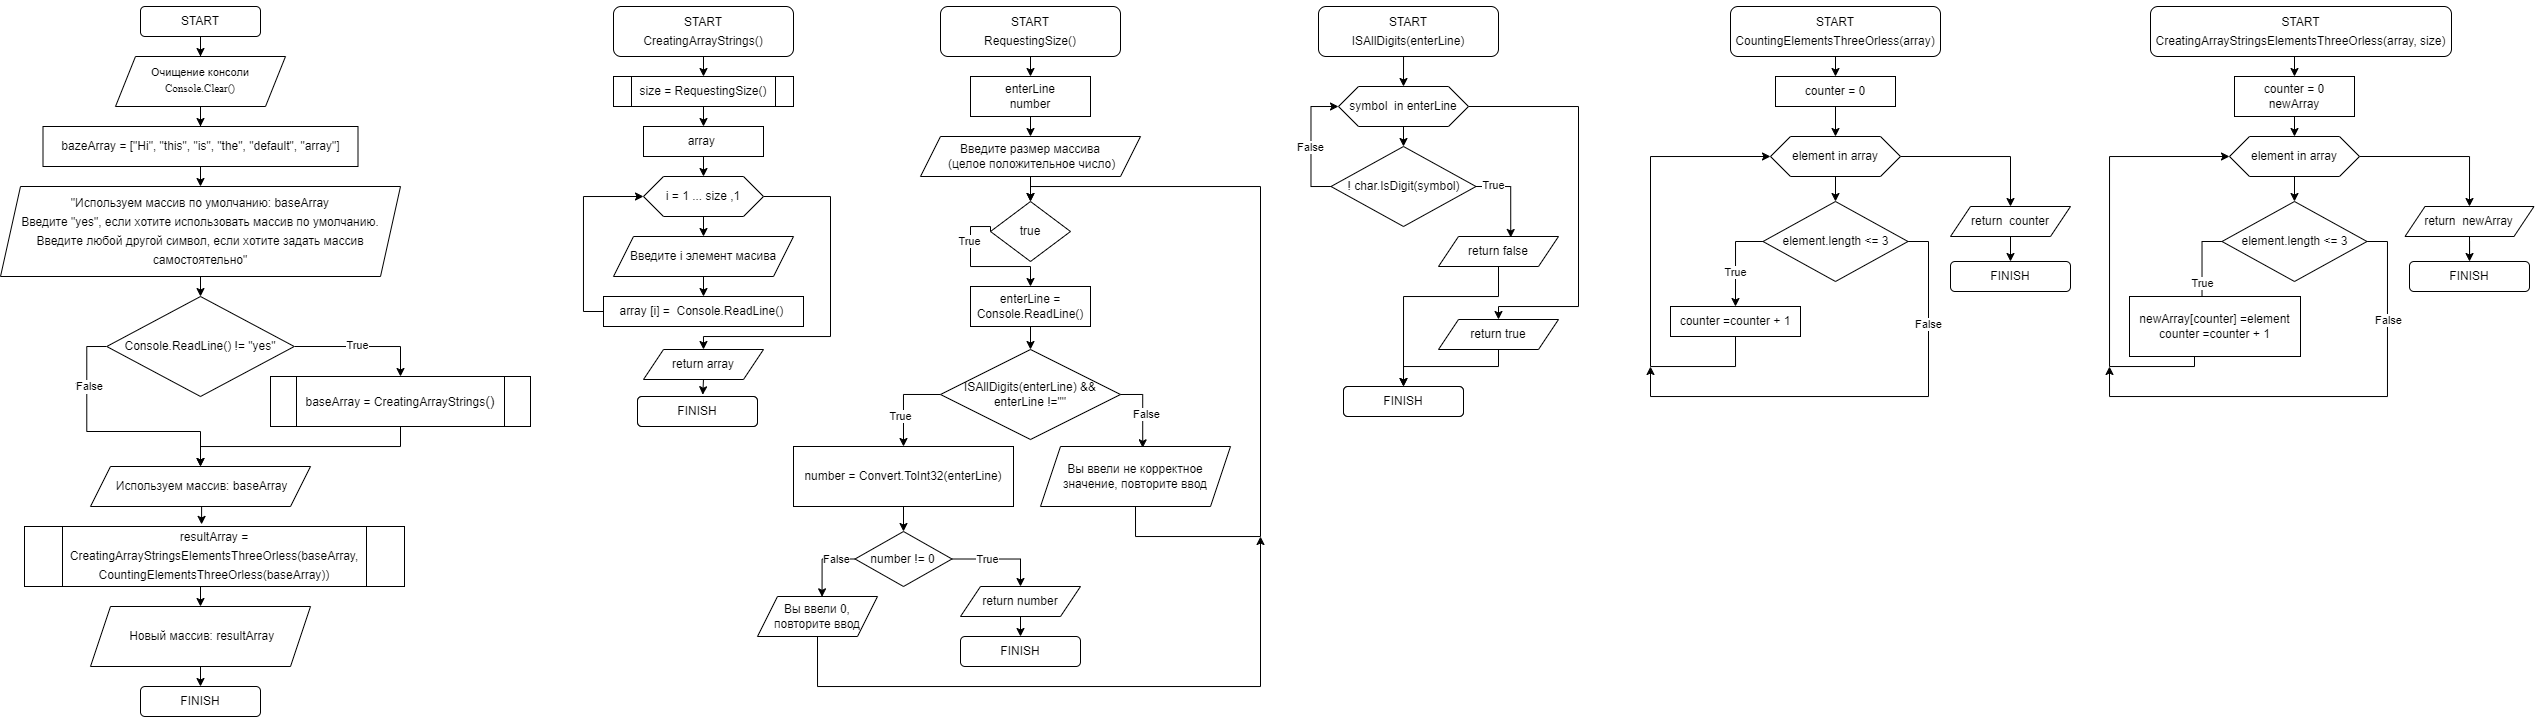 START
Очищение консоли
Console.Clear()
bazeArray = ["Hi", "this", "is", "the", "default", "array"]
"Используем массив по умолчанию: baseArray
Введите "yes", если хотите использовать массив по умолчанию.
Введите любой другой символ, если хотите задать массив
самостоятельно"
Console.ReadLine() != "yes"
True
False
baseArray = CreatingArrayStrings()
Используем массив: baseArray
resultArray =
CreatingArrayStringsElementsThreeOrless(baseArray,
CountingElementsThreeOrless(baseArray))
Новый массив: resultArray
FINISH
START
CreatingArrayStrings()
size = RequestingSize()
array
i = 1 ... size ,1
Введите i элемент масива
array [i] = Console.ReadLine()
return array
FINISH
START
RequestingSize()
enterLine
number
Введите размер массива
(целое положительное число)
true
True
enterLine =
Console.ReadLine()
ISAllDigits(enterLine) &&
enterLine !=""
True
False
number = Convert.ToInt32(enterLine)
Вы ввели не корректное
значение, повторите ввод
number != 0
False
True
Вы ввели 0,
повторите ввод
return number
FINISH
START
ISAllDigits(enterLine)
symbol in enterLine
False
! char.IsDigit(symbol)
True
return false
return true
FINISH
START
CountingElementsThreeOrless(array)
counter = 0
element in array
return counter
element.length <= 3
FINISH
True
counter =counter + 1
False
START
CreatingArrayStringsElementsThreeOrless(array, size)
counter = 0
newArray
element in array
return newArray
element.length <= 3
FINISH
True
newArray[counter] =element
counter =counter + 1
False